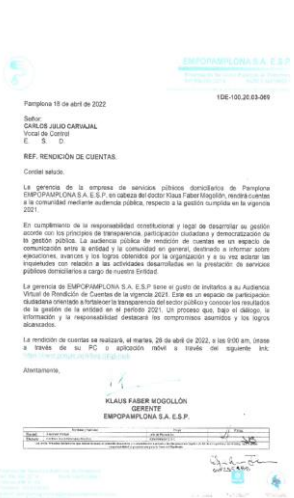 EMPOPAMPLONA S.A. E.S.P.
1DE-100.20.03-069
Pamplona 18 de abril de 2022
Señor:
CARLOS JULIO CARVAJAL
Vocal de Control
E. S. D.
REF. RENDICIÓN DE CUENTAS.
Cordial saludo.
La gerencia de la empresa de servicios públicos domiciliarios de Pamplona
EMPOPAMPLONA S.A. E.S.P. en cabeza del doctor Klaus Faber Mogollón, rendirá cuentas
a la comunidad mediante audiencia pública, respecto a la gestión cumplida en la vigencia
2021.
En cumplimiento de la responsabilidad constitucional y legal de desarrollar su gestión
acorde con los principios de transparencia, participación ciudadana y democratización de
la gestión pública. La audiencia pública de rendición de cuentas es un espacio de
comunicación entre la entidad y la comunidad en general, destinado a informar sobre
ejecuciones, avances y los logros obtenidos por la organización y a su vez aclarar las
inquietudes con relación a las actividades desarrolladas en la prestación de servicios
públicos domiciliarios a cargo de nuestra Entidad.
La gerencia de EMPOPAMPLONA S.A. E.S.P tiene el gusto de invitarlos a su Audiencia
Virtual de Rendición de Cuentas de la vigencia 2021. Este es un espacio de participación
ciudadana orientado a fortalecer la transparencia del sector público y conocer los resultados
de la gestión de la entidad en el periodo 2021. Un proceso que, bajo el diálogo, la
información y la responsabilidad destacará los compromisos asumidos y los logros
alcanzados.
La rendición de cuentas se realizará, el martes, 26 de abril de 2022, a las 9:00 am, únase
a través de su PC o aplicación móvil a través del siguiente link:
Atentamente,
KLAUS FABER MOGOLLÓN
GERENTE
EMPOPAMPLONA S.A. E.S.P.